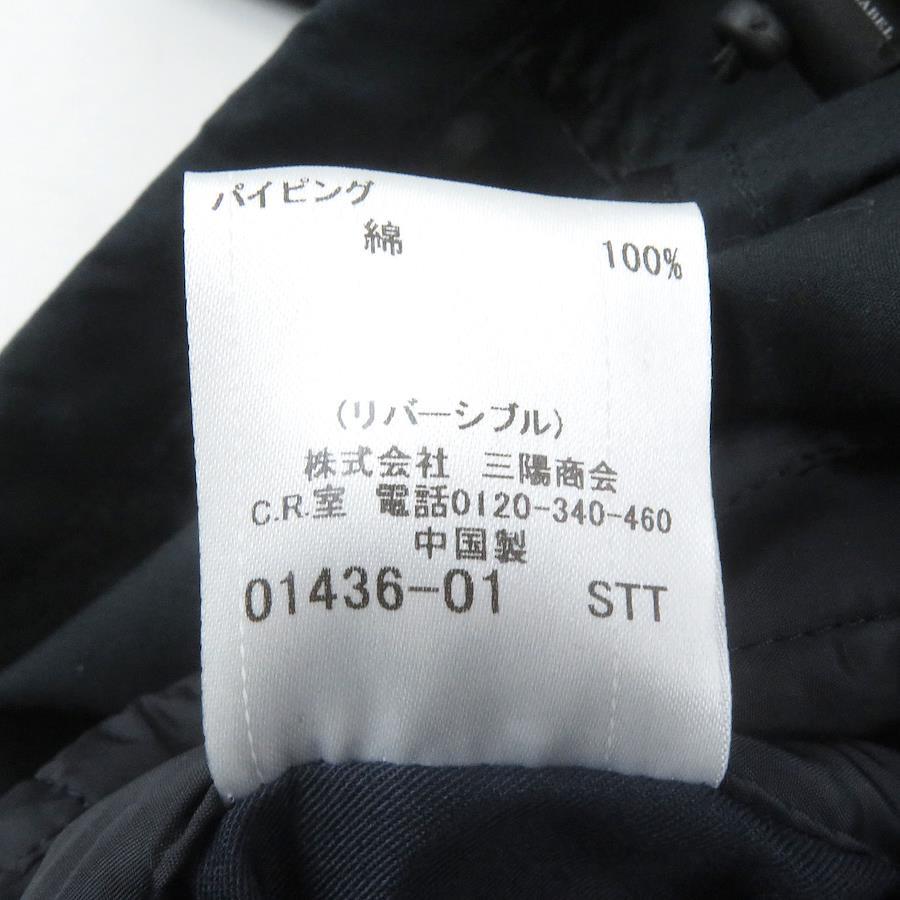 パイピング
綿 100%
(リバーシブル)
株式会社 三陽商会
C.R.室 電話0120-340-460
中国製
01436-01 STT